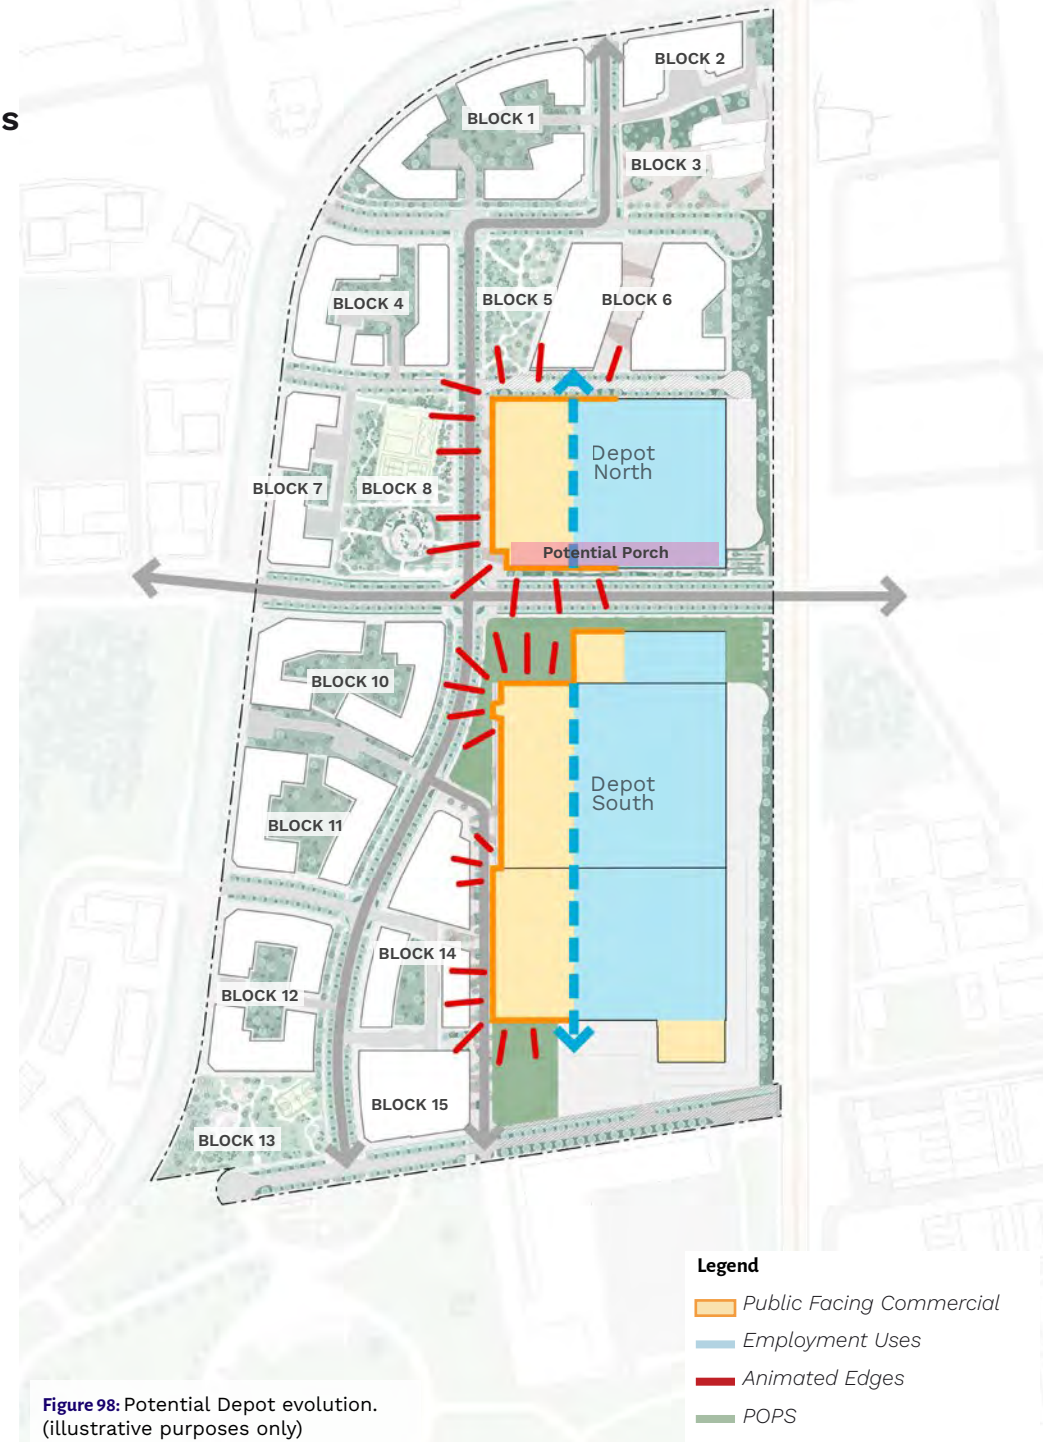 s
BLOCK 2
BLOCK 1
BLOCK 3
BLOCK 4
BLOCK 5
BLOCK 6
Depot
North
BLOCK 7
BLOCK 8
Potential Porch
BLOCK 10
Depot
South
BLOCK 11
BLOCK 14
BLOCK 12
BLOCK 15
BLOCK 13
Legend
Public Facing Commercial
Employment Uses
Animated Edges
POPS
Figure 98: Potential Depot evolution.
(illustrative purposes only)